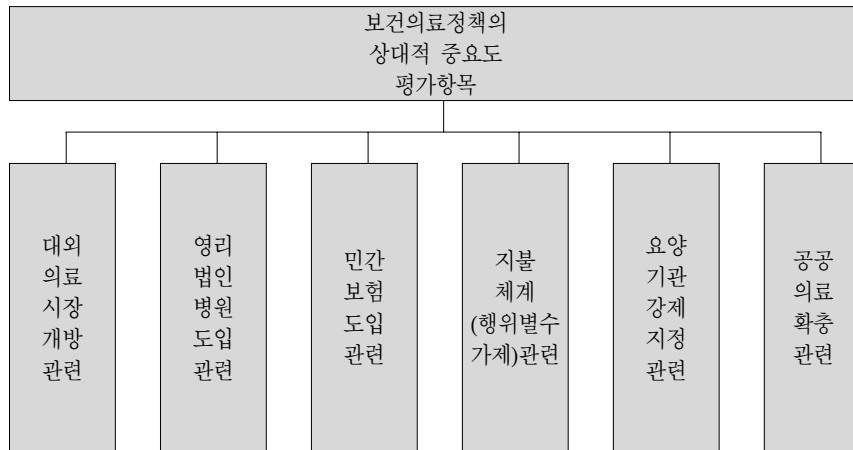 보건의료정책의
상대적 중요도
평가항목
대외
의료
시장
개방
관련
영리
법인
병원
도입
관련
민간
보험
도입
관련
지불
체계
(행위별수
가제)관련
요양
기관
강제
지정
관련
공공
의료
확충
관련